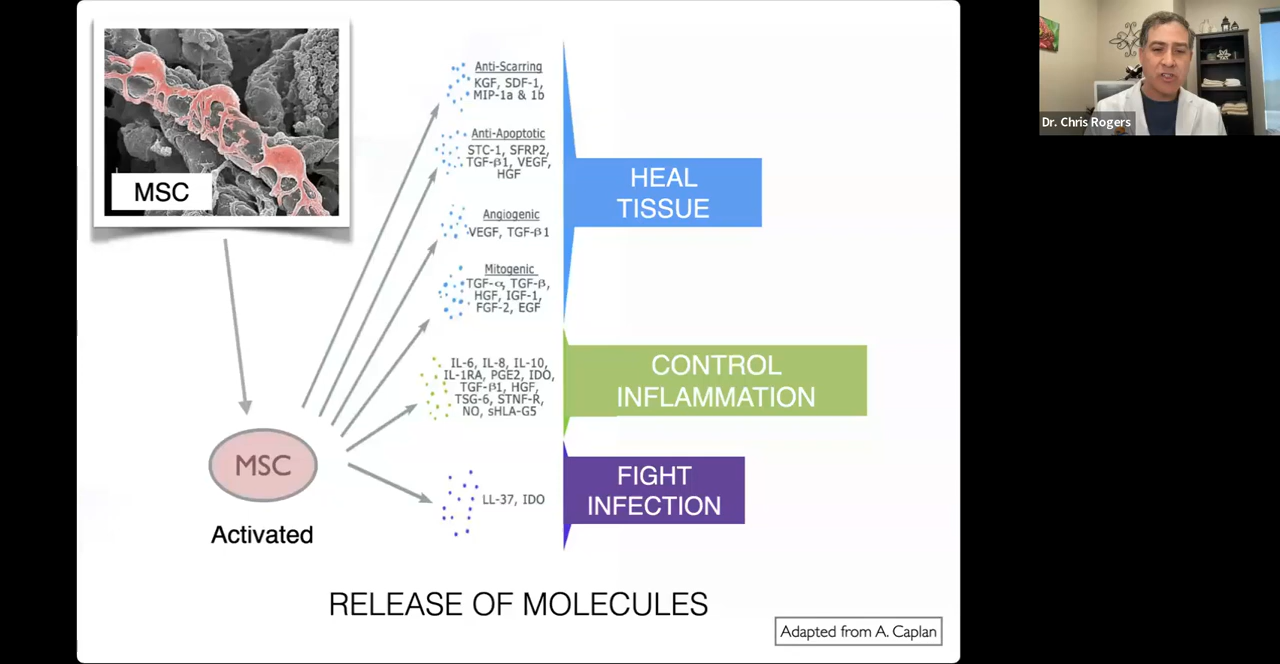 MSC
Anti-Scarring
KGF, SDF-1,
MIP-1a & 1b
Anti-Apoptotic
STC-1, SFRP2,
TGF-β1, VEGF,
HGF
Angiogenic
VEGF, TGF-β1
Mitogenic
TGF-α, TGF-β,
HGF, IGF-1,
FGF-2, EGF
HEAL
TISSUE
IL-6, IL-8, IL-10,
IL-1RA, PGE2, IDO,
TGF-β1, HGF,
TSG-6, STNF-R,
NO, sHLA-G5
CONTROL
INFLAMMATION
LL-37, IDO
FIGHT
INFECTION
MSC
Activated
RELEASE OF MOLECULES
Adapted from A. Caplan
Dr. Chris Rogers